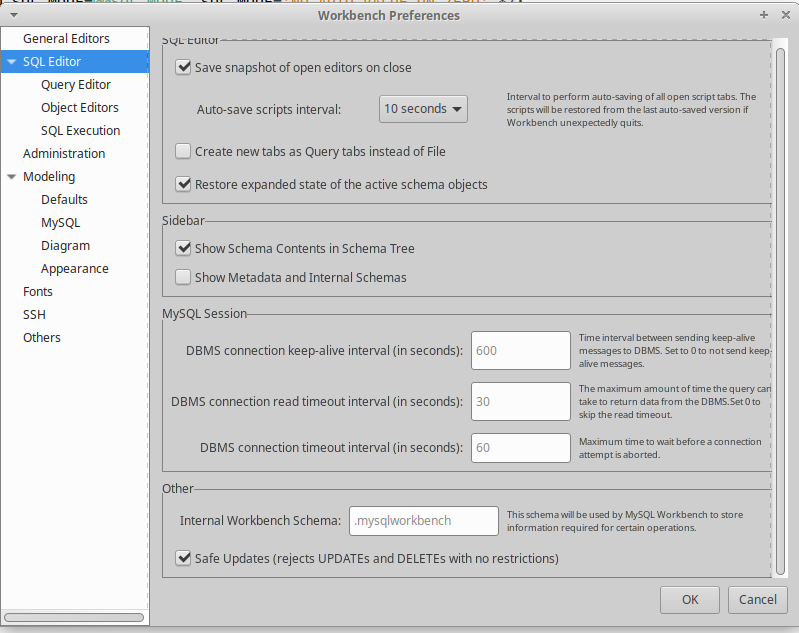 Workbench Preferences
General Editors
SQL Editor
Query Editor
Object Editors
SQL Execution
Administration
Modeling
Defaults
MySQL
Diagram
Appearance
Fonts
SSH
Others
SQL Editor
Save snapshot of open editors on close
Auto-save scripts interval:
10 seconds
Interval to perform auto-saving of all open script tabs. The
scripts will be restored from the last auto-saved version if
Workbench unexpectedly quits.
Create new tabs as Query tabs instead of File
Restore expanded state of the active schema objects
Sidebar
Show Schema Contents in Schema Tree
Show Metadata and Internal Schemas
MySQL Session
DBMS connection keep-alive interval (in seconds):
600
Time interval between sending keep-alive
messages to DBMS. Set to 0 to not send keep-
alive messages.
DBMS connection read timeout interval (in seconds):
30
The maximum amount of time the query can
take to return data from the DBMS.Set 0 to
skip the read timeout.
DBMS connection timeout interval (in seconds):
60
Maximum time to wait before a connection
attempt is aborted.
Other
Internal Workbench Schema:
.mysqlworkbench
This schema will be used by MySQL Workbench to store
information required for certain operations.
Safe Updates (rejects UPDATEs and DELETEs with no restrictions)
OK
Cancel